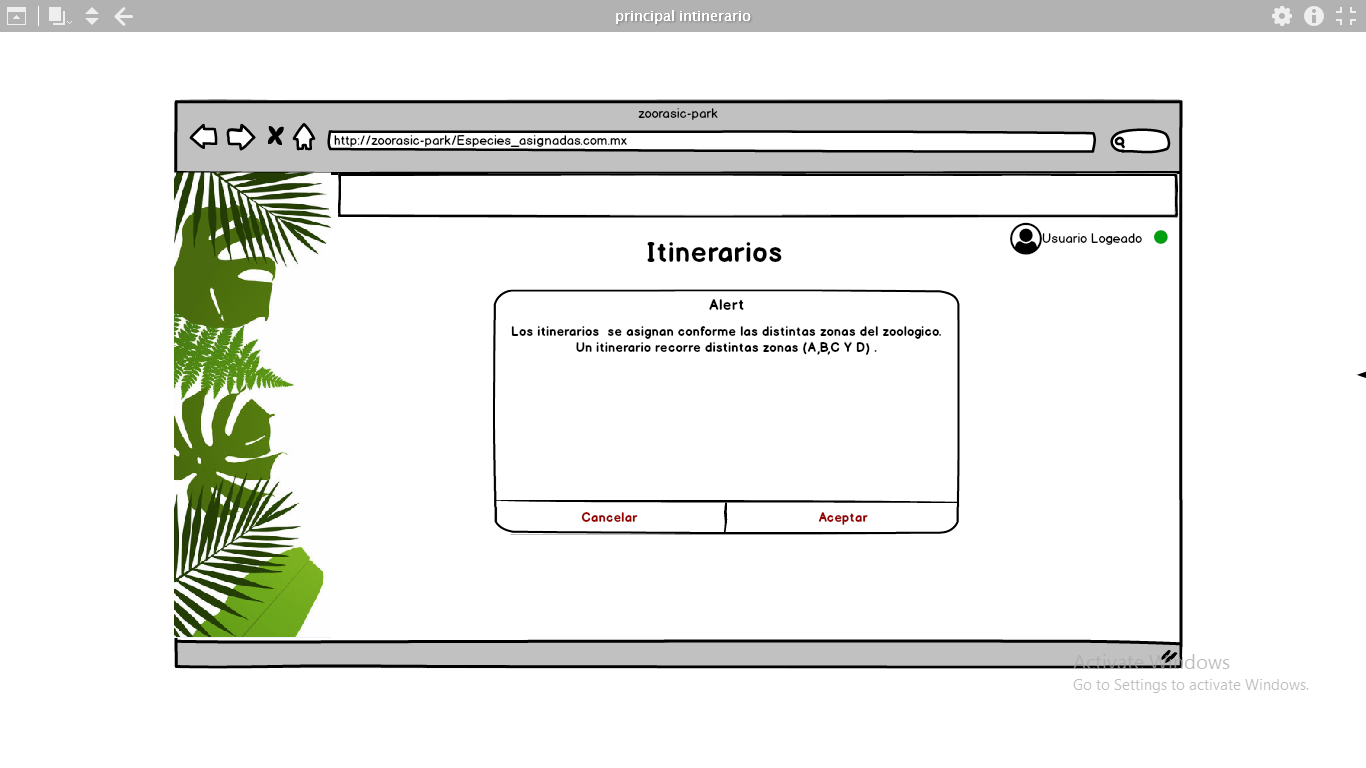 principal intinerario
zoorasic-park
http://zoorasic-park/Especies_asignadas.com.mx
Usuario Logeado
Itinerarios
Alert
Los itinerarios  se asignan conforme las distintas zonas del zoologico.
Un itinerario recorre distintas zonas (A,B,C Y D) .
Cancelar
Aceptar
Activate Windows
Go to Settings to activate Windows.